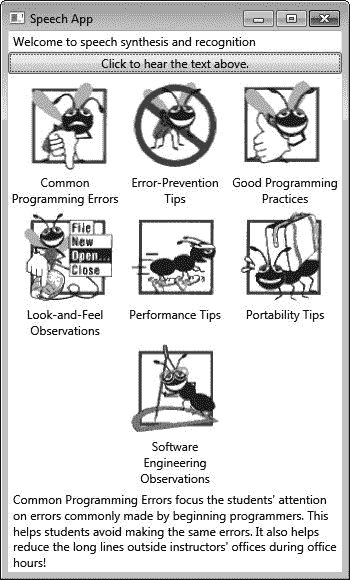 Speech App
Welcome to speech synthesis and recognition
Click to hear the text above.
Common
Programming Errors
Error-Prevention
Tips
Good Programming
Practices
File
New
Open
Close
Look-and-Feel
Observations
Performance Tips
Portability Tips
Software
Engineering
Observations
Common Programming Errors focus the students' attention
on errors commonly made by beginning programmers. This
helps students avoid making the same errors. It also helps
reduce the long lines outside instructors' offices during office
hours!